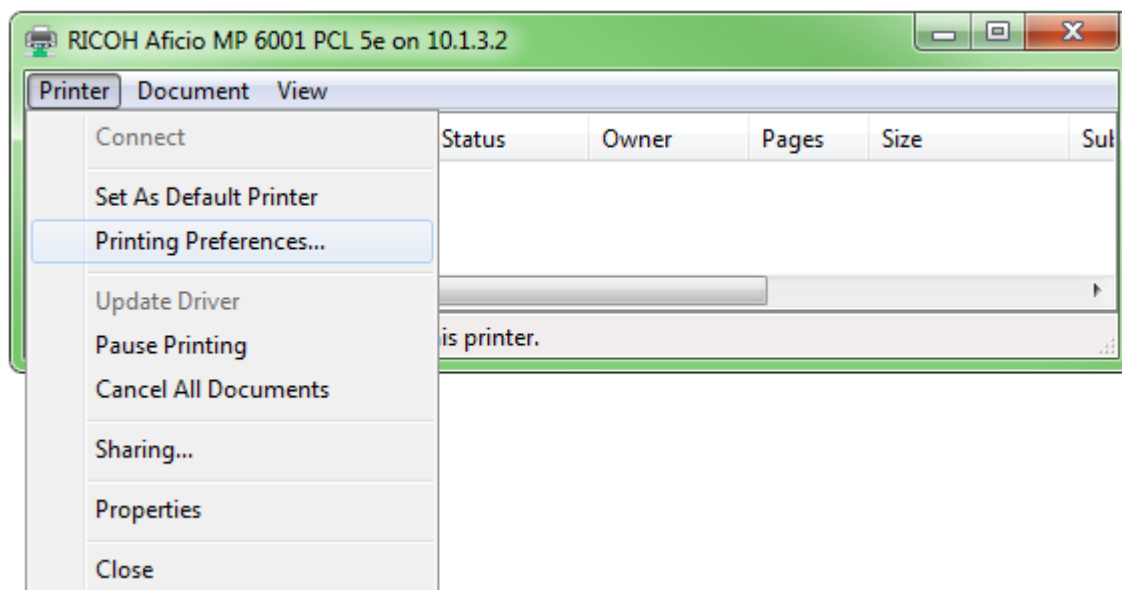 RICOH Aficio MP 6001 PCL 5e on 10.1.3.2
Printer Document View
Connect
Status Owner Pages Size Sub
Set As Default Printer
Printing Preferences...
Update Driver
is printer.
Pause Printing
Cancel All Documents
Sharing...
Properties
Close